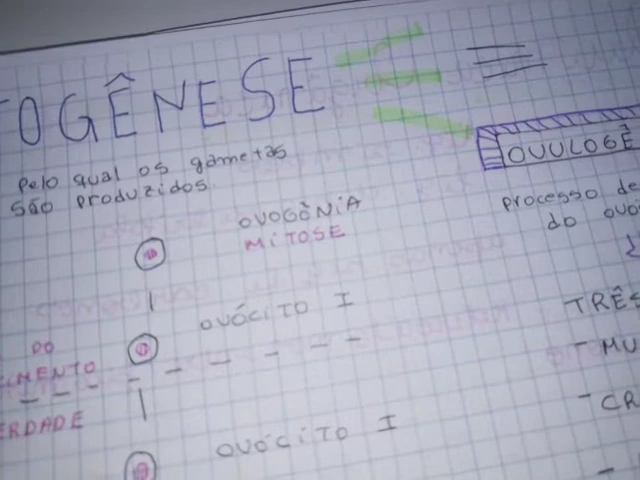 OGÊNESE
pelo qual os gametas
são produzidos.
OVOGÔNIA
MITOSE
OVÓCITO I
DO
OVÓCITO I
OVULOGÊ
processo de
do ovó
TRÊS
- MU
- CR